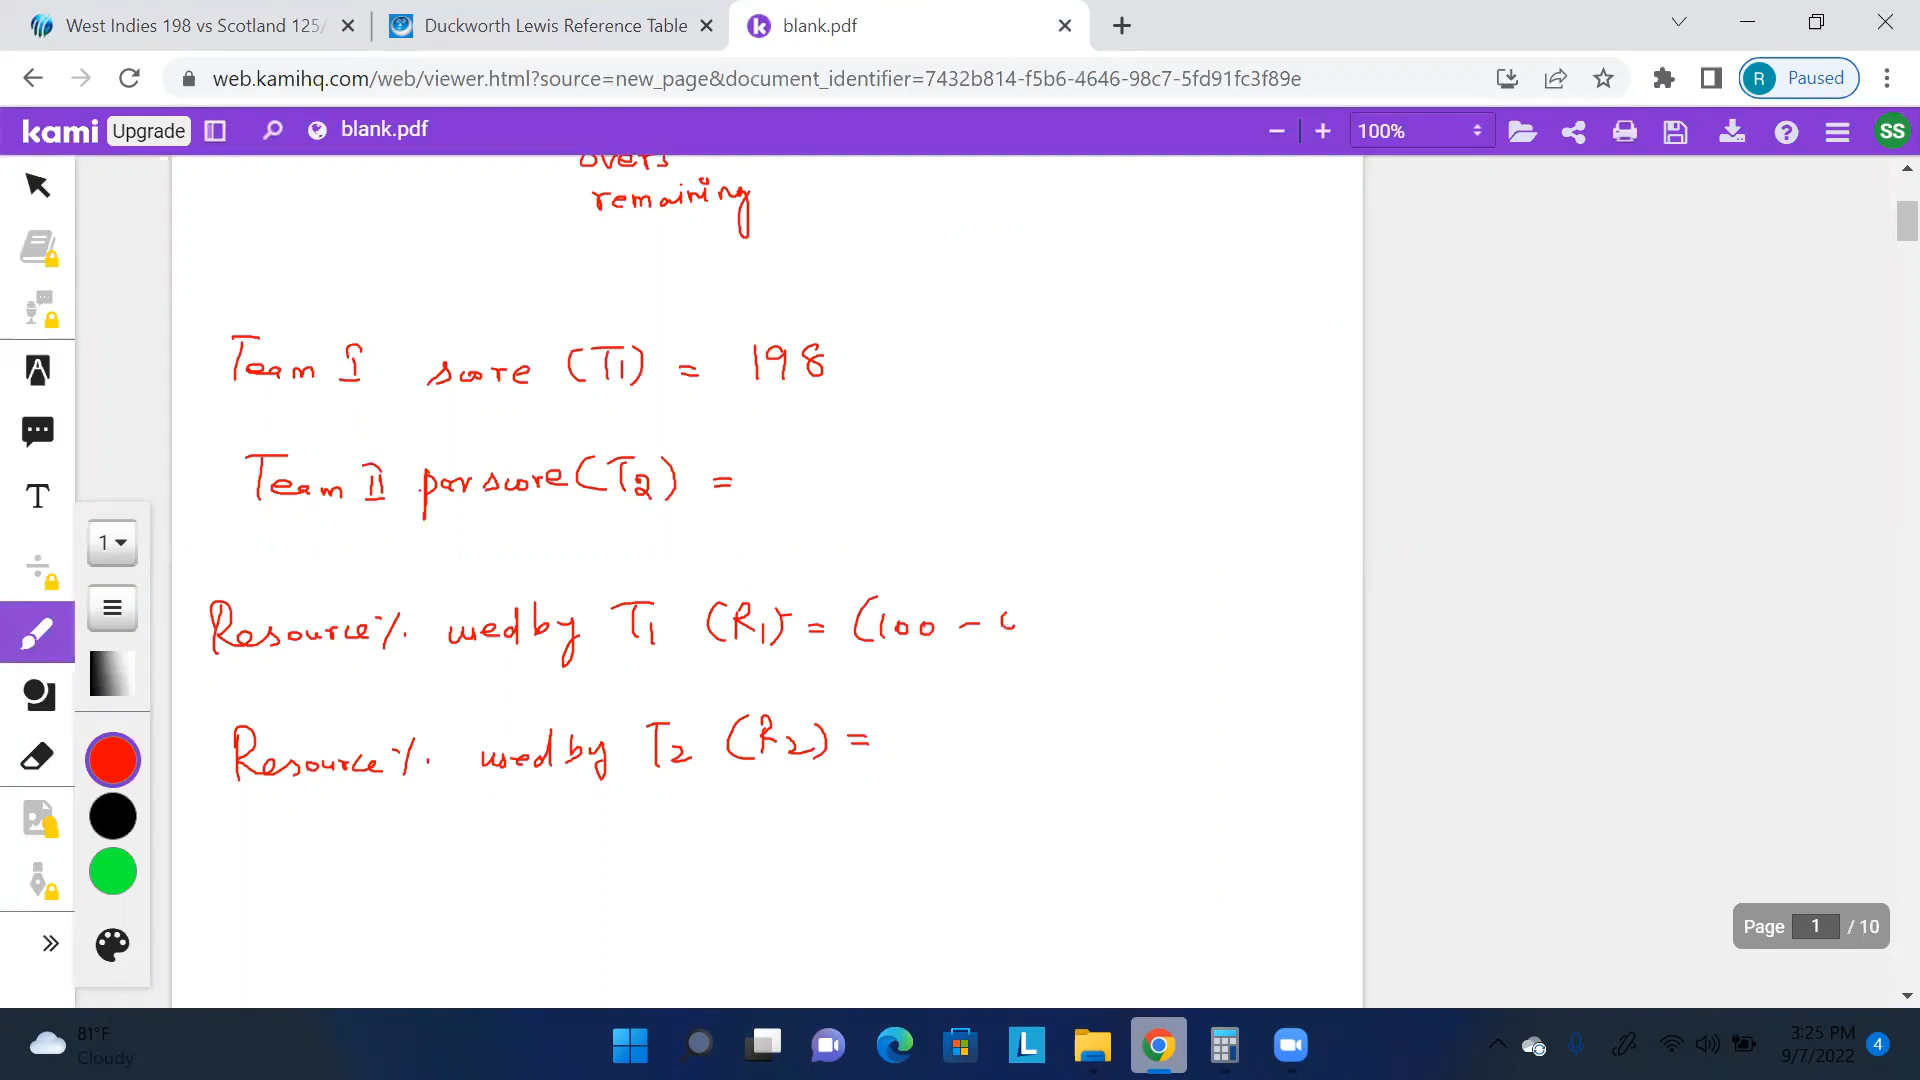 West Indies 198 vs Scotland 125/
Duckworth Lewis Reference Table
blank.pdf
web.kamihq.com/web/viewer.html?source=new_page&document_identifier=7432b814-f5b6-4646-98c7-5fd91fc3f89e
R Paused
kami Upgrade blank.pdf
100%
SS
overs
remaining
Team I score (T1) = 198
Team II par score (T2) =
Resource % used by T1 (R1) = (100 - 0
Resource % used by T2 (R2) =
T
1
Page 1 / 10
81°F
Cloudy
L
3:25 PM
9/7/2022
4